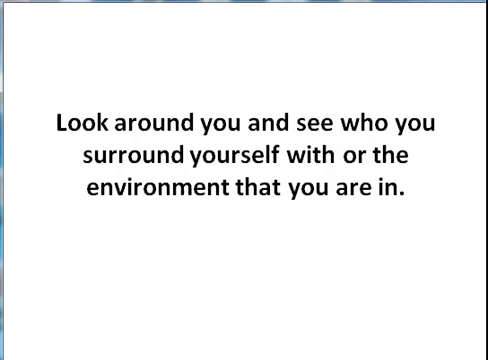 Look around you and see who you
surround yourself with or the
environment that you are in.